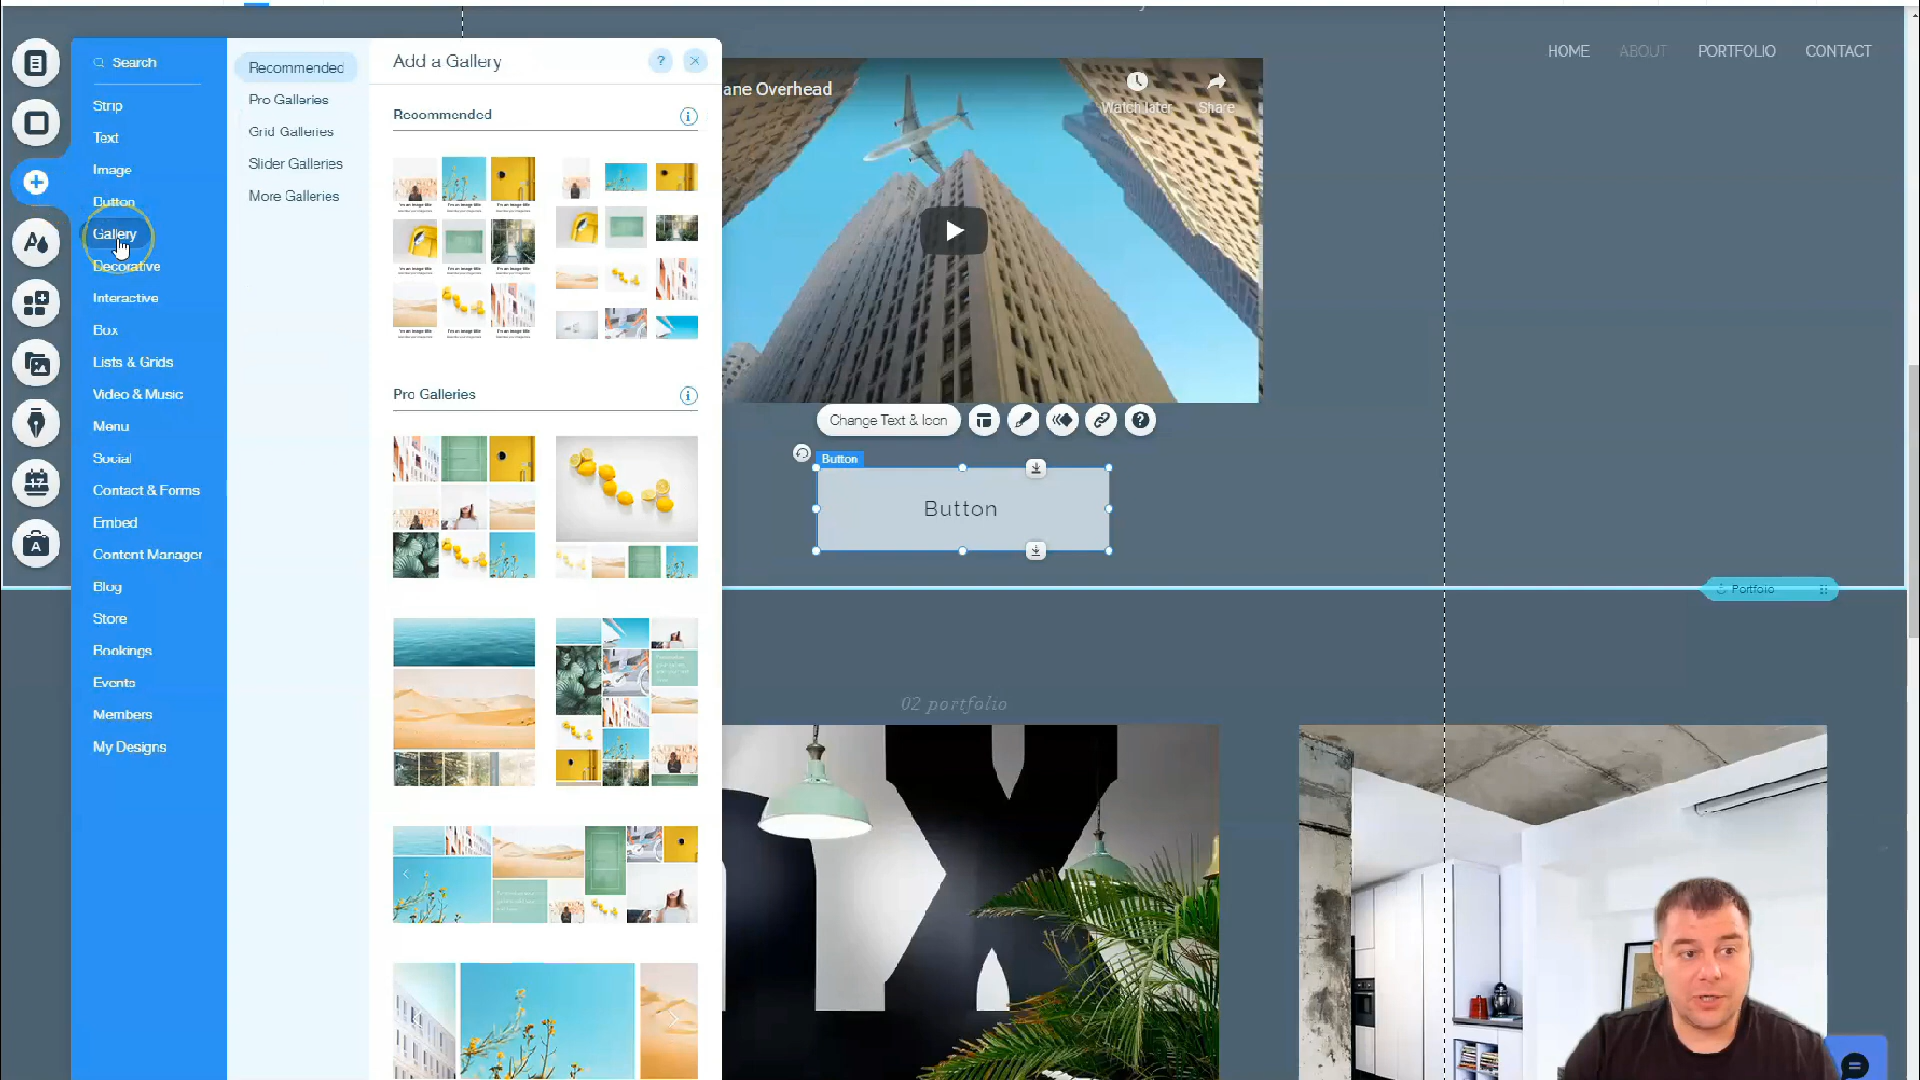 Search
Strip
Text
Image
Button
Gallery
Decorative
Interactive
Box
Lists & Grids
Video & Music
Menu
Social
Contact & Forms
Embed
Content Manager
Blog
Store
Bookings
Events
Members
My Designs
Recommended
Pro Galleries
Grid Galleries
Slider Galleries
More Galleries
Add a Gallery
?
Recommended
Pro Galleries
ane Overhead
Watch later
Share
HOME ABOUT PORTFOLIO CONTACT
Change Text & Icon
Button
Button
Portfolio
02 portfolio
17
A